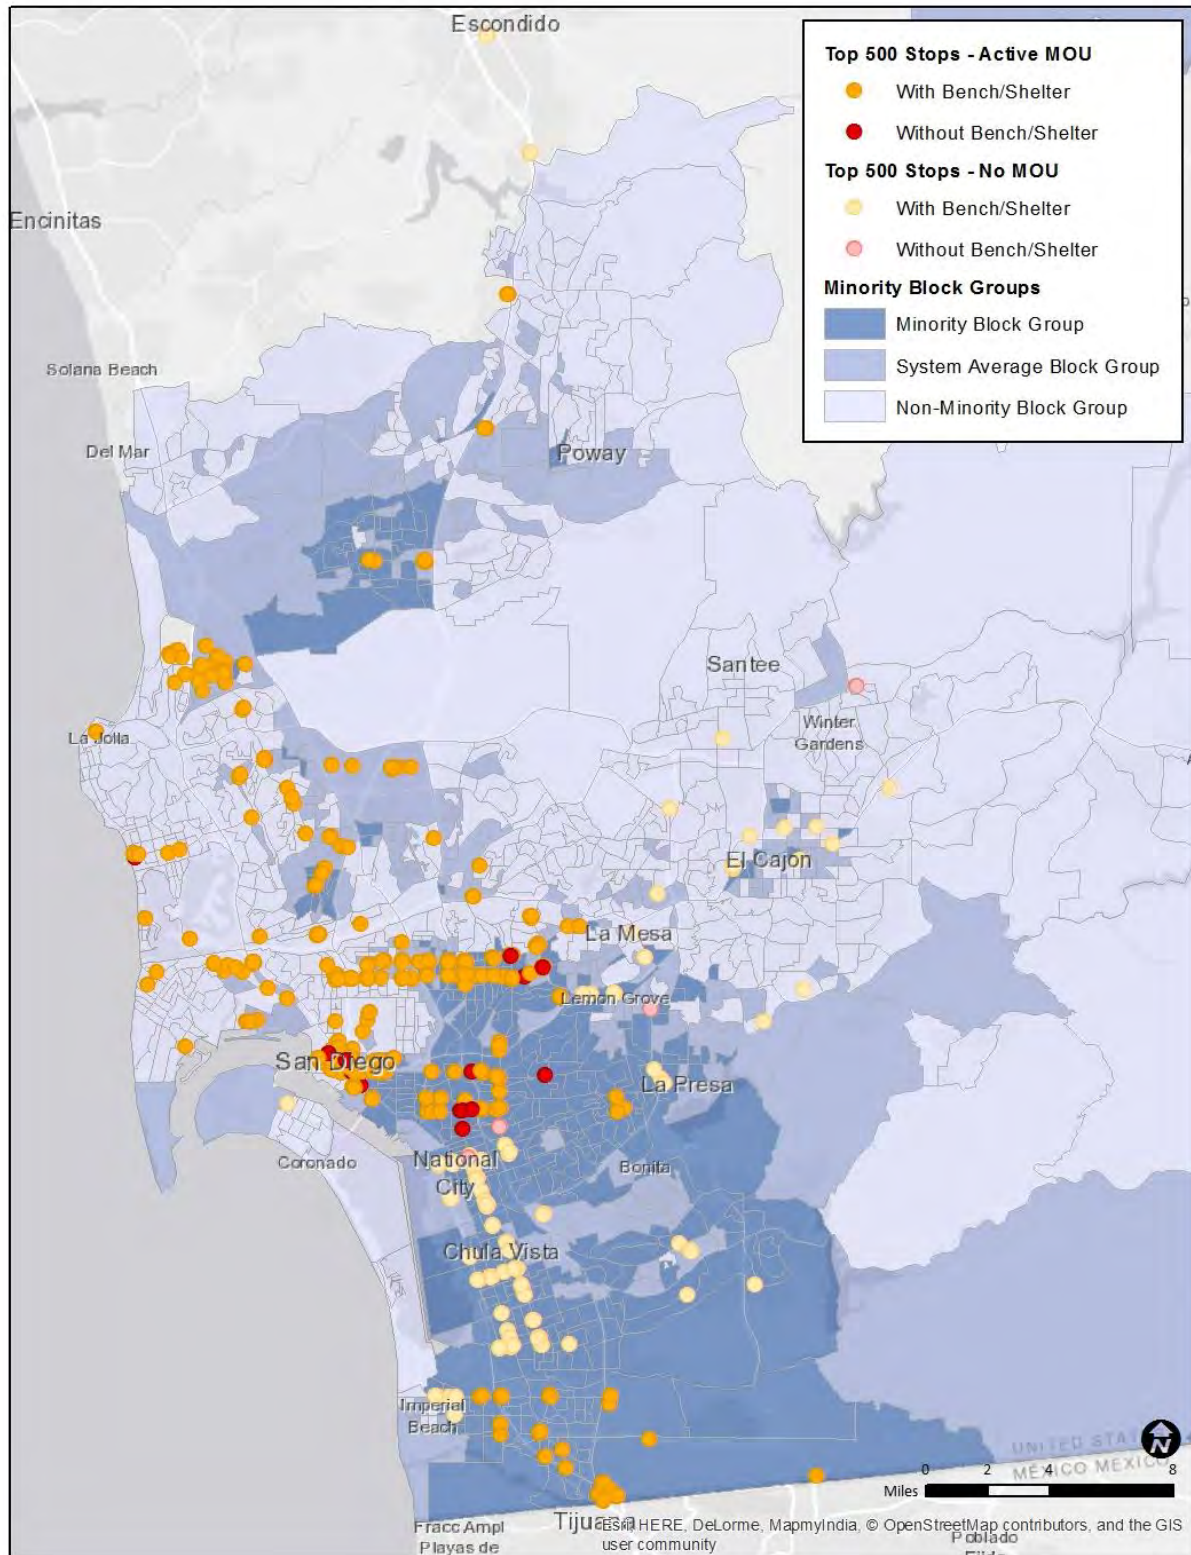 Escondido
Top 500 Stops - Active MOU
With Bench/Shelter
Without Bench/Shelter
Top 500 Stops - No MOU
With Bench/Shelter
Without Bench/Shelter
Minority Block Groups
Minority Block Group
System Average Block Group
Non-Minority Block Group
Encinitas
Solana Beach
Del Mar
Poway
Santee
La Jolla
Winter
Gardens
El Cajon
La Mesa
Lemon Grove
San Diego
La Presa
Coronado
National
City
Bonita
Chula Vista
Imperial
Beach
N
UNITED STA
MÉXICO MEXICO
0 2 4 8
Miles
Tijuana
Esri, HERE, DeLorme, MapmyIndia, © OpenStreetMap contributors, and the GIS
user community
Fracc Ampl
Playas de
Poblado